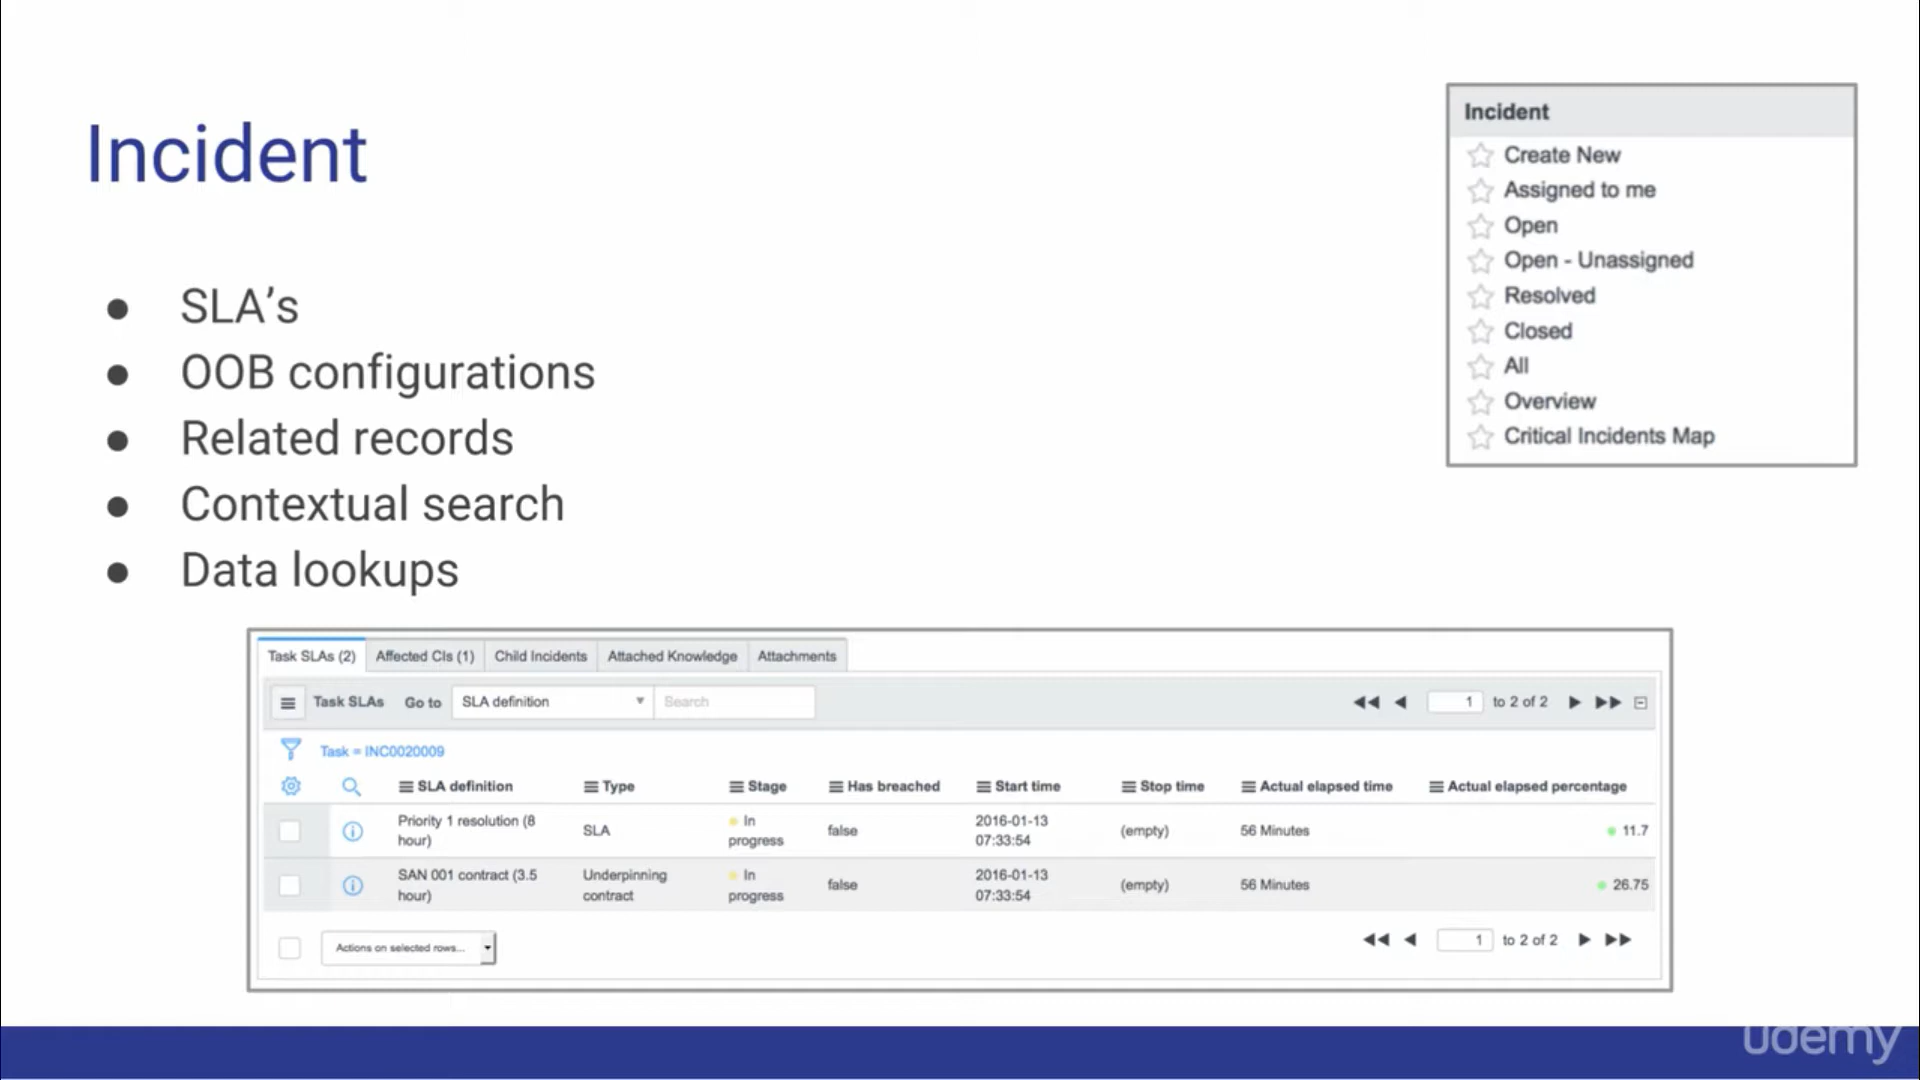 Incident
SLA’s
OOB configurations
Related records
Contextual search
Data lookups
Incident
Create New
Assigned to me
Open
Open - Unassigned
Resolved
Closed
All
Overview
Critical Incidents Map
Task SLAs (2) Affected CIs (1) Child Incidents Attached Knowledge Attachments
Task SLAs Go to SLA definition Search 1 to 2 of 2
Task = INC0020009
SLA definition Type Stage Has breached Start time Stop time Actual elapsed time Actual elapsed percentage
Priority 1 resolution (8 In 2016-01-13
hour) SLA progress false 07:33:54 (empty) 56 Minutes 11.7
SAN 001 contract (3.5 Underpinning In 2016-01-13
hour) contract progress false 07:33:54 (empty) 56 Minutes 26.75
Actions on selected rows... 1 to 2 of 2
udemy